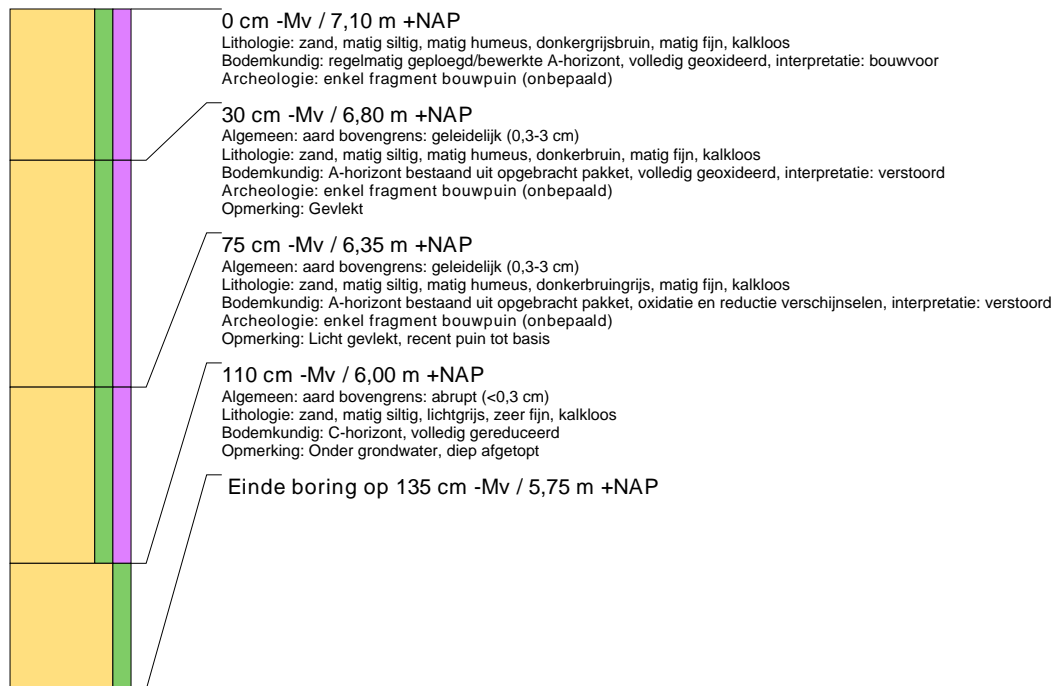 0 cm -Mv / 7,10 m +NAP
Lithologie: zand, matig siltig, matig humeus, donkergrijsbruin, matig fijn, kalkloos
Bodemkundig: regelmatig geploegd/bewerkte A-horizont, volledig geoxideerd, interpretatie: bouwvoor
Archeologie: enkel fragment bouwpuin (onbepaald)
30 cm -Mv / 6,80 m +NAP
Algemeen: aard bovengrens: geleidelijk (0,3-3 cm)
Lithologie: zand, matig siltig, matig humeus, donkerbruin, matig fijn, kalkloos
Bodemkundig: A-horizont bestaand uit opgebracht pakket, volledig geoxideerd, interpretatie: verstoord
Archeologie: enkel fragment bouwpuin (onbepaald)
Opmerking: Gevlekt
75 cm -Mv / 6,35 m +NAP
Algemeen: aard bovengrens: geleidelijk (0,3-3 cm)
Lithologie: zand, matig siltig, matig humeus, donkerbruingrijs, matig fijn, kalkloos
Bodemkundig: A-horizont bestaand uit opgebracht pakket, oxidatie en reductie verschijnselen, interpretatie: verstoord
Archeologie: enkel fragment bouwpuin (onbepaald)
Opmerking: Licht gevlekt, recent puin tot basis
110 cm -Mv / 6,00 m +NAP
Algemeen: aard bovengrens: abrupt (<0,3 cm)
Lithologie: zand, matig siltig, lichtgrijs, zeer fijn, kalkloos
Bodemkundig: C-horizont, volledig gereduceerd
Opmerking: Onder grondwater, diep afgetopt
Einde boring op 135 cm -Mv / 5,75 m +NAP